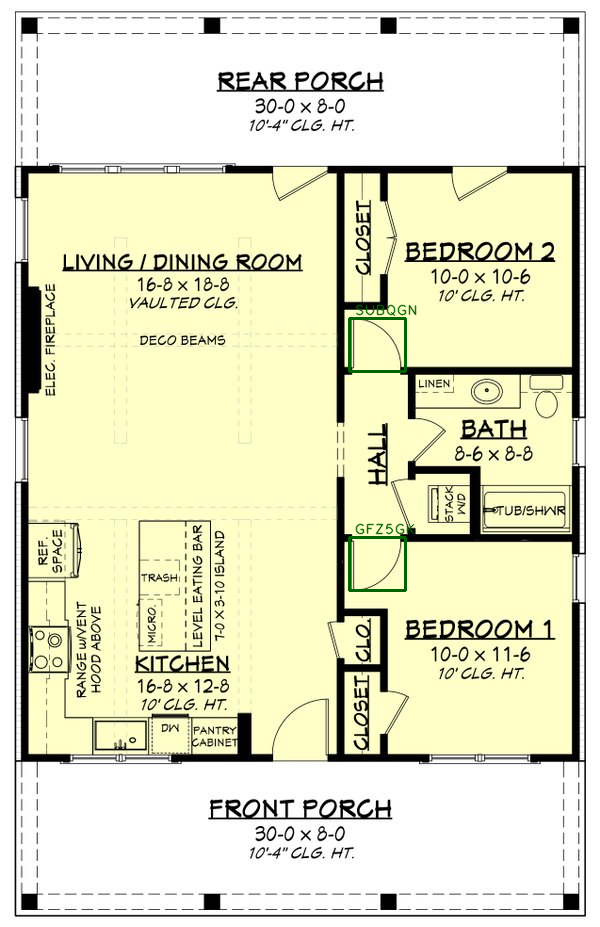 REAR PORCH
30-0 x 8-0
10'-4" CLG. HT.
CLOSET
LIVING / DINING ROOM
16-8 x 18-8
VAULTED CLG.
BEDROOM 2
10-0 x 10-6
10' CLG. HT.
ELEC. FIREPLACE
DECO BEAMS
SUBQGN
LINEN
HALL
BATH
8-6 x 8-8
STACK
W/D
TUB/SHWR
GFZ5G
REF.
SPACE
TRASH
MICRO.
LEVEL EATING BAR
7-0 X 3-10 ISLAND
RANGE W/VENT
HOOD ABOVE
KITCHEN
16-8 x 12-8
10' CLG. HT.
CLO.
BEDROOM 1
10-0 x 11-6
10' CLG. HT.
CLOSET
DW
PANTRY
CABINET
FRONT PORCH
30-0 x 8-0
10'-4" CLG. HT.